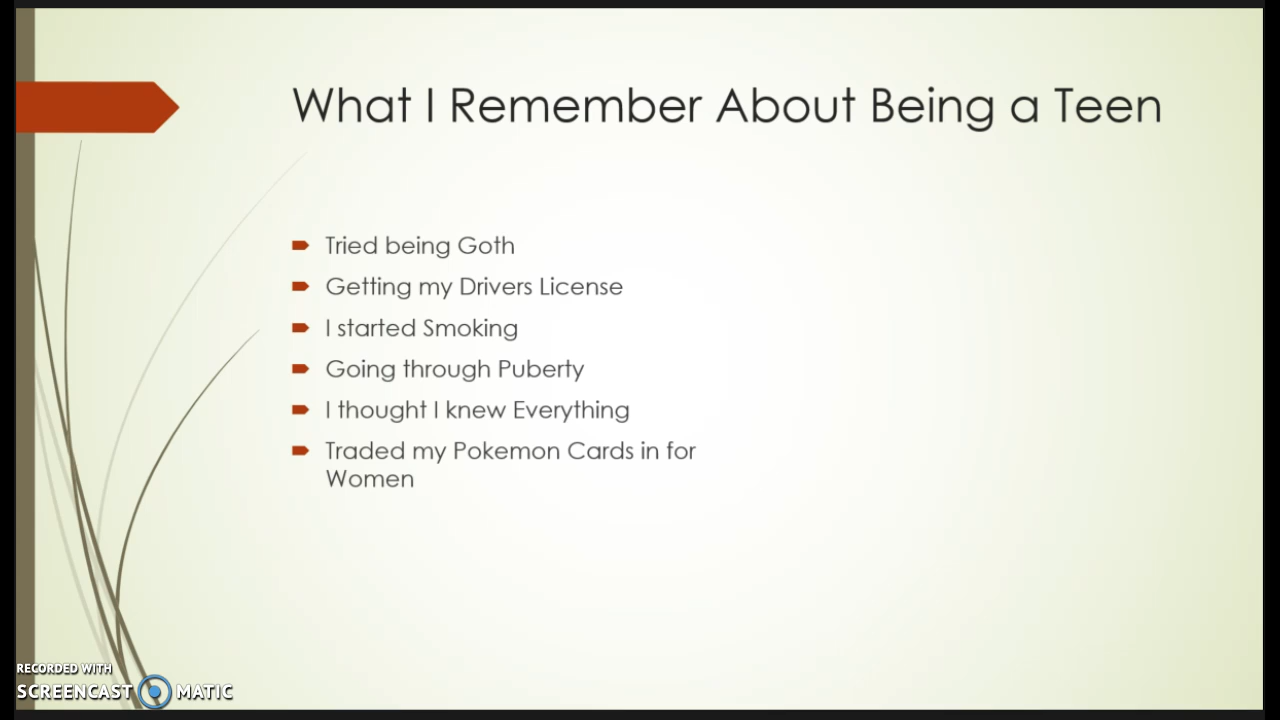 What I Remember About Being a Teen
Tried being Goth
Getting my Drivers License
I started Smoking
Going through Puberty
I thought I knew Everything
Traded my Pokemon Cards in for
Women
RECORDED WITH
SCREENCAST MATIC